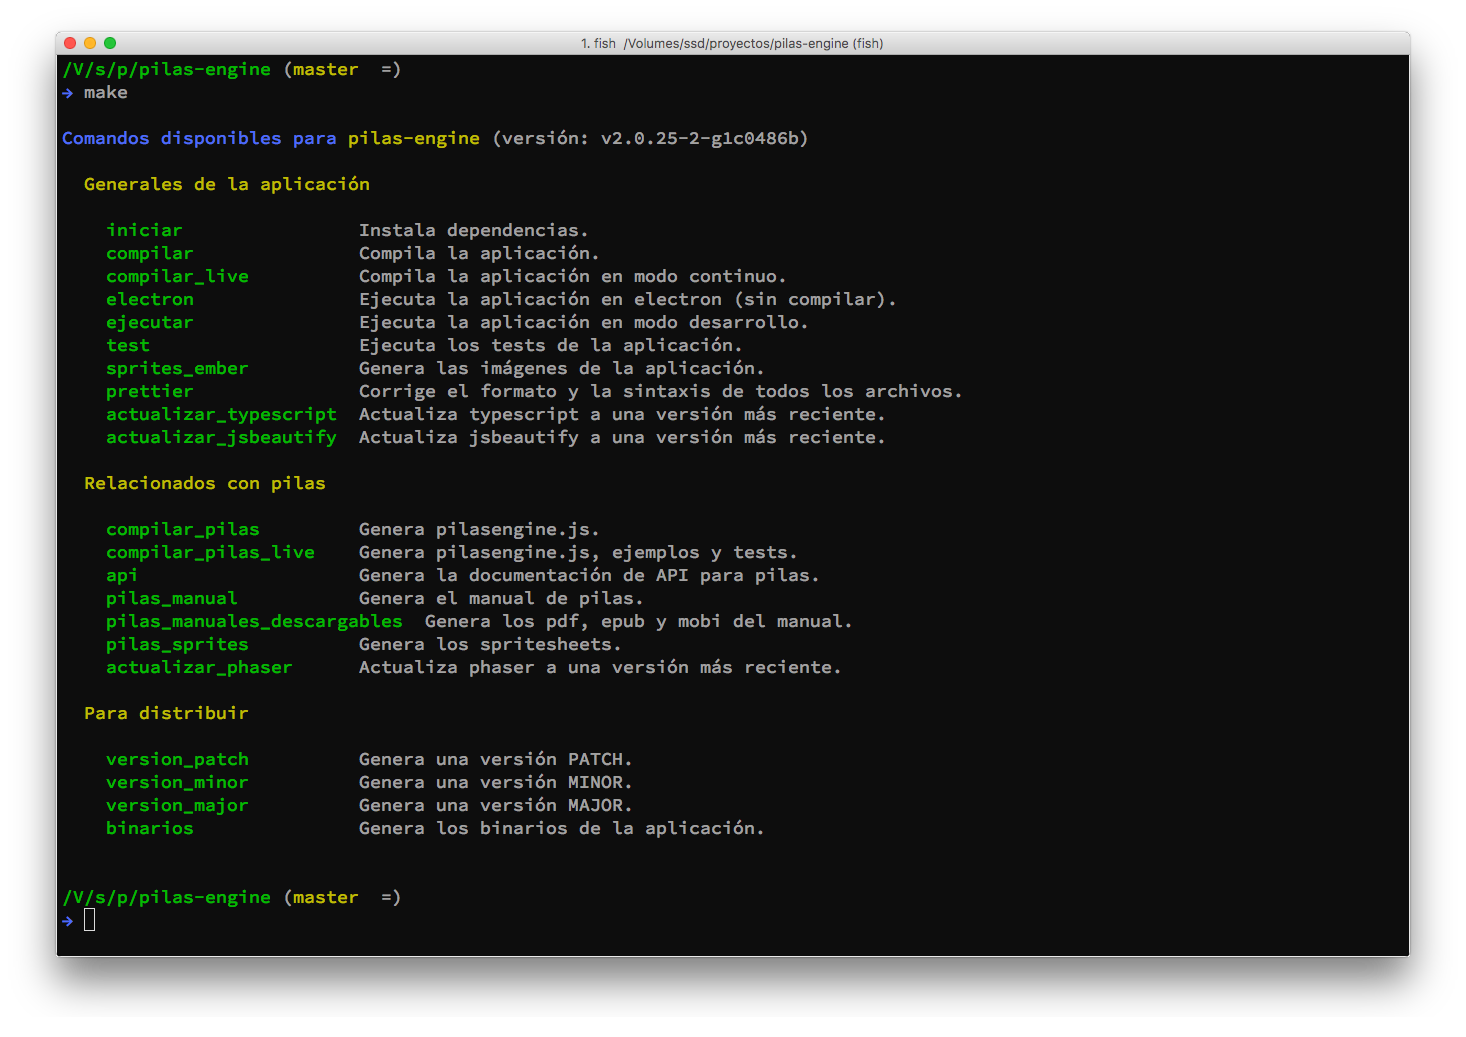 1. fish /Volumes/ssd/proyectos/pilas-engine (fish)
/V/s/p/pilas-engine (master =)
→ make
Comandos disponibles para pilas-engine (versión: v2.0.25-2-g1c0486b)
Generales de la aplicación
iniciar Instala dependencias.
compilar Compila la aplicación.
compilar_live Compila la aplicación en modo continuo.
electron Ejecuta la aplicación en electron (sin compilar).
ejecutar Ejecuta la aplicación en modo desarrollo.
test Ejecuta los tests de la aplicación.
sprites_ember Genera las imágenes de la aplicación.
prettier Corrige el formato y la sintaxis de todos los archivos.
actualizar_typescript Actualiza typescript a una versión más reciente.
actualizar_jsbeautify Actualiza jsbeautify a una versión más reciente.
Relacionados con pilas
compilar_pilas Genera pilasengine.js.
compilar_pilas_live Genera pilasengine.js, ejemplos y tests.
api Genera la documentación de API para pilas.
pilas_manual Genera el manual de pilas.
pilas_manuales_descargables Genera los pdf, epub y mobi del manual.
pilas_sprites Genera los spritesheets.
actualizar_phaser Actualiza phaser a una versión más reciente.
Para distribuir
version_patch Genera una versión PATCH.
version_minor Genera una versión MINOR.
version_major Genera una versión MAJOR.
binarios Genera los binarios de la aplicación.
/V/s/p/pilas-engine (master =)
→